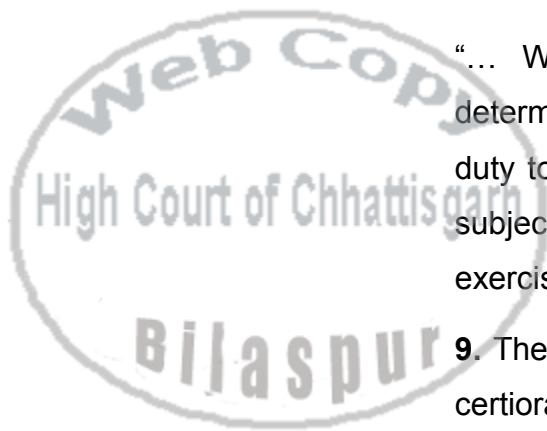 Web Copy
High Court of Chhattisgarh
Bilaspur
“… W
determ
duty to
subjec
exercis
9. The
certiora